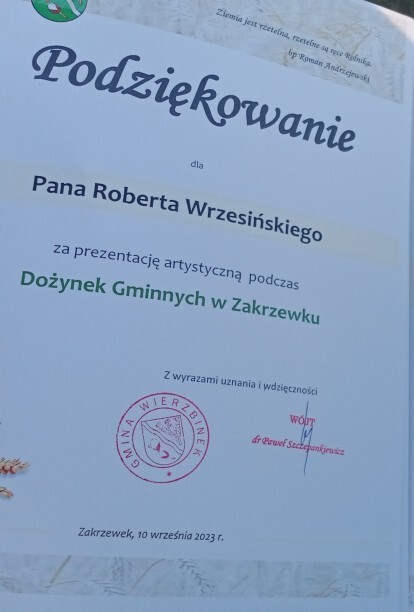 Ziemia jest rzetelna, rzetelne są ręce Rolnika.
bp Roman Andrzejewski
Podziękowanie
dla
Pana Roberta Wrzesińskiego
za prezentację artystyczną podczas
Dożynek Gminnych w Zakrzewku
Z wyrazami uznania i wdzięczności
GMINA WIERZBINEK
WÓJT
dr Paweł Szczepankiewicz
Zakrzewek, 10 września 2023 r.